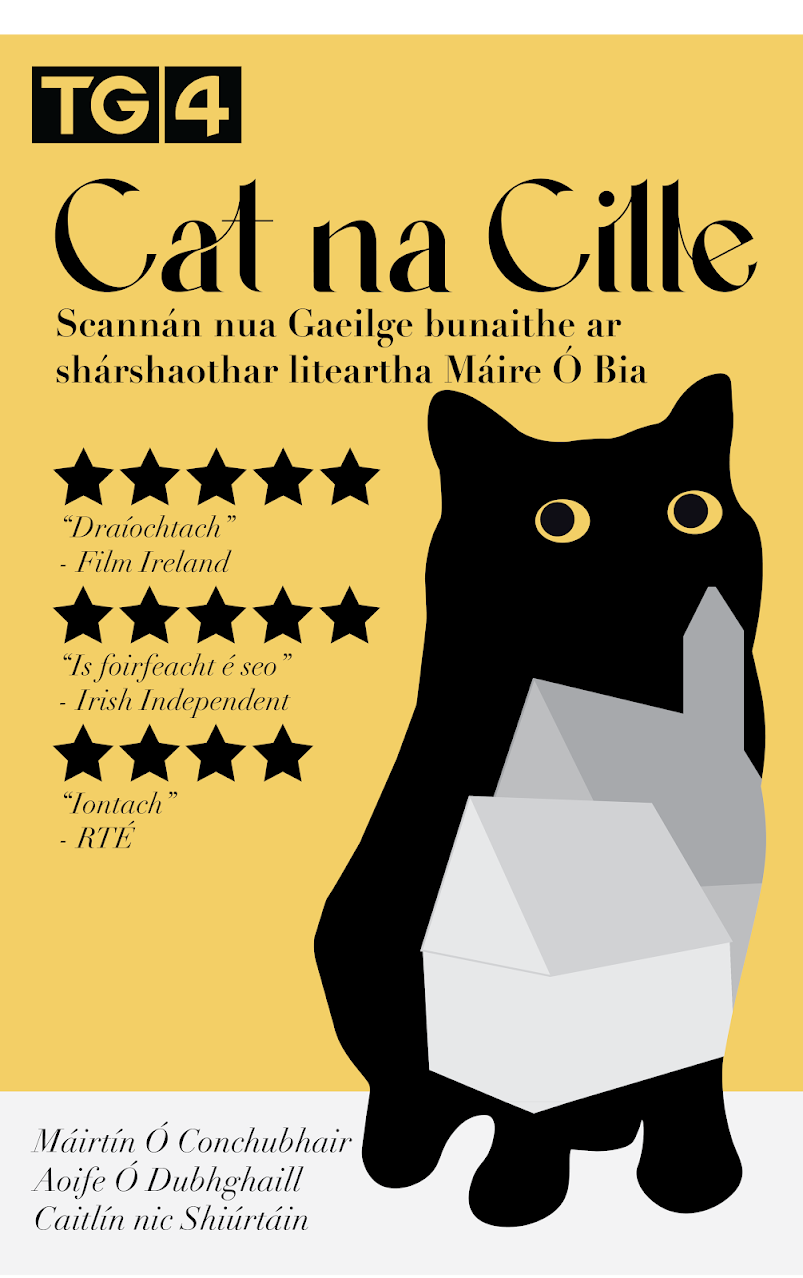 TG4
Cat na Cille
Scannán nua Gaeilge bunaithe ar
shárshaothar liteartha Máire Ó Bia
“Draíochtach”
- Film Ireland
“Is foirfeacht é seo”
- Irish Independent
“Iontach”
- RTÉ
Máirtín Ó Conchubhair
Aoife Ó Dubhghaill
Caitlín nic Shiúrtáin